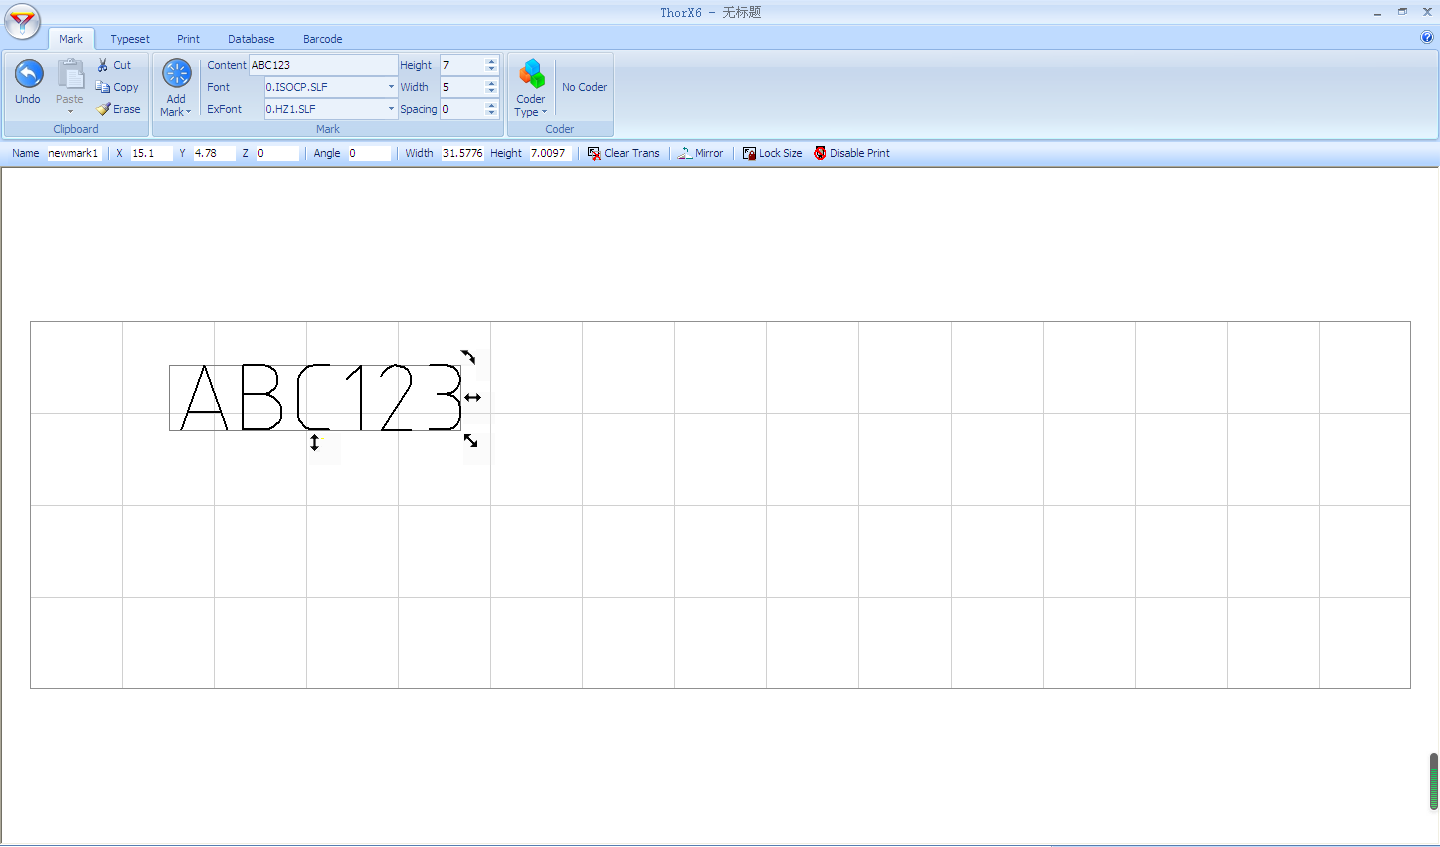 ThorX6 - 无标题
Mark Typeset Print Database Barcode
Undo Paste Cut Copy Erase
Clipboard
Add Mark
Content ABC123
Font 0.ISOCP.SLF
ExFont 0.HZ1.SLF
Height 7
Width 5
Spacing 0
Mark
Coder Type No Coder
Coder
Name newmark1 X 15.1 Y 4.78 Z 0 Angle 0 Width 31.5776 Height 7.0097 Clear Trans Mirror Lock Size Disable Print
ABC123